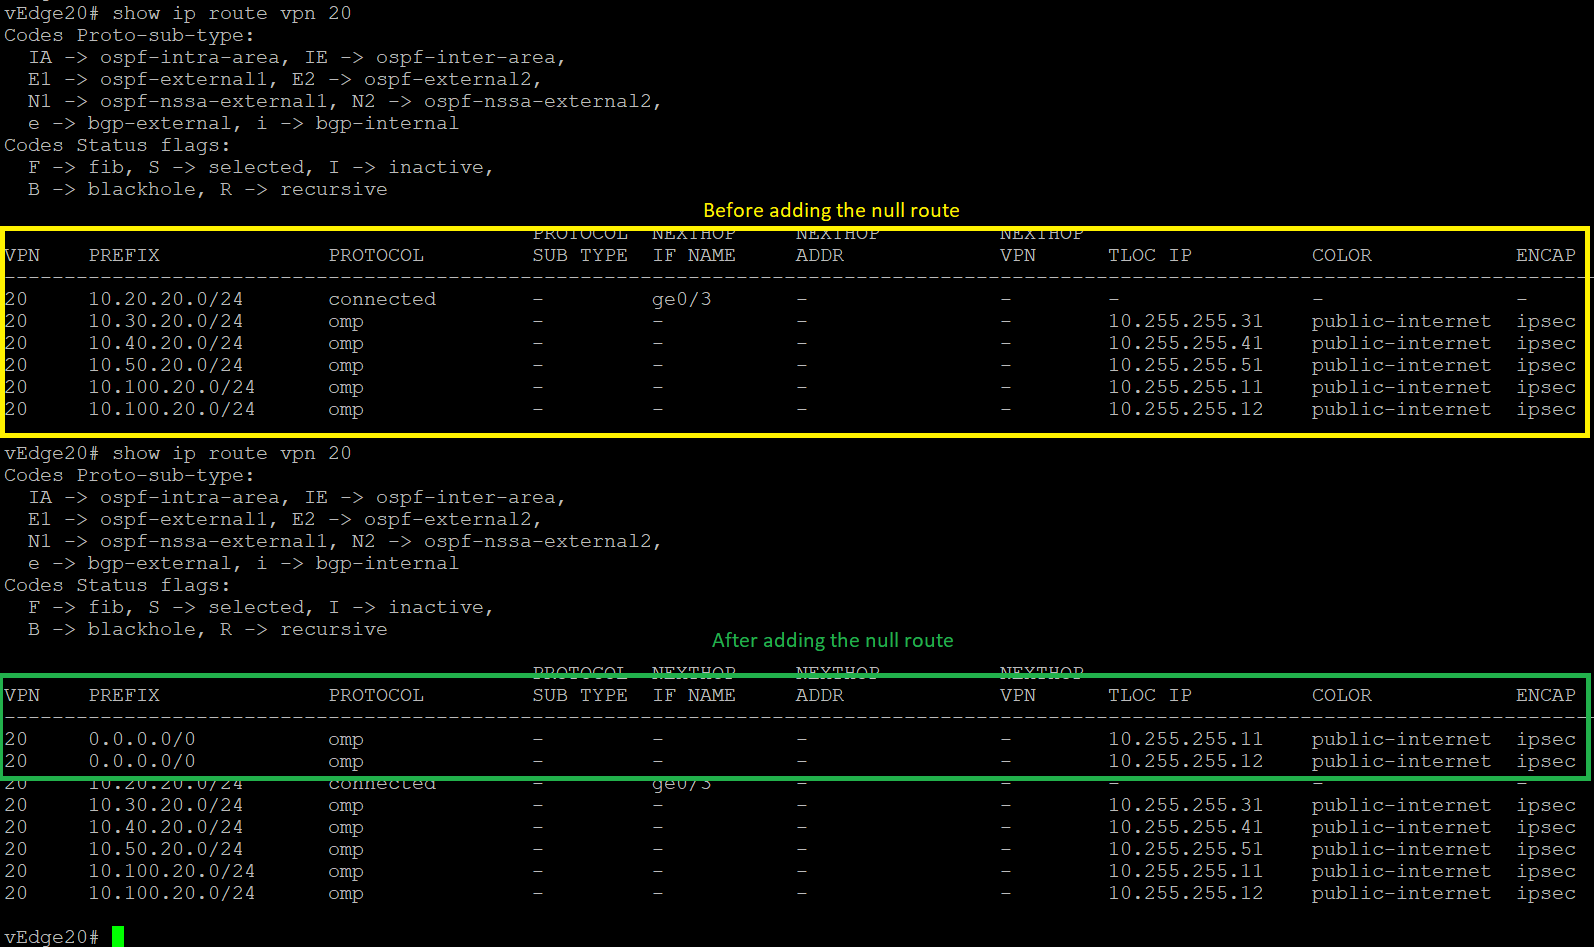 vEdge20# show ip route vpn 20
Codes Proto-sub-type:
  IA -> ospf-intra-area, IE -> ospf-inter-area,
  E1 -> ospf-external1, E2 -> ospf-external2,
  N1 -> ospf-nssa-external1, N2 -> ospf-nssa-external2,
  e -> bgp-external, i -> bgp-internal
Codes Status flags:
  F -> fib, S -> selected, I -> inactive,
  B -> blackhole, R -> recursive
Before adding the null route
PROTOCOL NEXTHOP NEXTHOP NEXTHOP
VPN PREFIX PROTOCOL SUB TYPE IF NAME ADDR VPN TLOC IP COLOR ENCAP
---------------------------------------------------------------------------------------------------------------------------------
20 10.20.20.0/24 connected - ge0/3 - - - - -
20 10.30.20.0/24 omp - - - - 10.255.255.31 public-internet ipsec
20 10.40.20.0/24 omp - - - - 10.255.255.41 public-internet ipsec
20 10.50.20.0/24 omp - - - - 10.255.255.51 public-internet ipsec
20 10.100.20.0/24 omp - - - - 10.255.255.11 public-internet ipsec
20 10.100.20.0/24 omp - - - - 10.255.255.12 public-internet ipsec
vEdge20# show ip route vpn 20
Codes Proto-sub-type:
  IA -> ospf-intra-area, IE -> ospf-inter-area,
  E1 -> ospf-external1, E2 -> ospf-external2,
  N1 -> ospf-nssa-external1, N2 -> ospf-nssa-external2,
  e -> bgp-external, i -> bgp-internal
Codes Status flags:
  F -> fib, S -> selected, I -> inactive,
  B -> blackhole, R -> recursive
After adding the null route
PROTOCOL NEXTHOP NEXTHOP NEXTHOP
VPN PREFIX PROTOCOL SUB TYPE IF NAME ADDR VPN TLOC IP COLOR ENCAP
---------------------------------------------------------------------------------------------------------------------------------
20 0.0.0.0/0 omp - - - - 10.255.255.11 public-internet ipsec
20 0.0.0.0/0 omp - - - - 10.255.255.12 public-internet ipsec
20 10.20.20.0/24 connected - ge0/3 - - - - -
20 10.30.20.0/24 omp - - - - 10.255.255.31 public-internet ipsec
20 10.40.20.0/24 omp - - - - 10.255.255.41 public-internet ipsec
20 10.50.20.0/24 omp - - - - 10.255.255.51 public-internet ipsec
20 10.100.20.0/24 omp - - - - 10.255.255.11 public-internet ipsec
20 10.100.20.0/24 omp - - - - 10.255.255.12 public-internet ipsec
vEdge20#